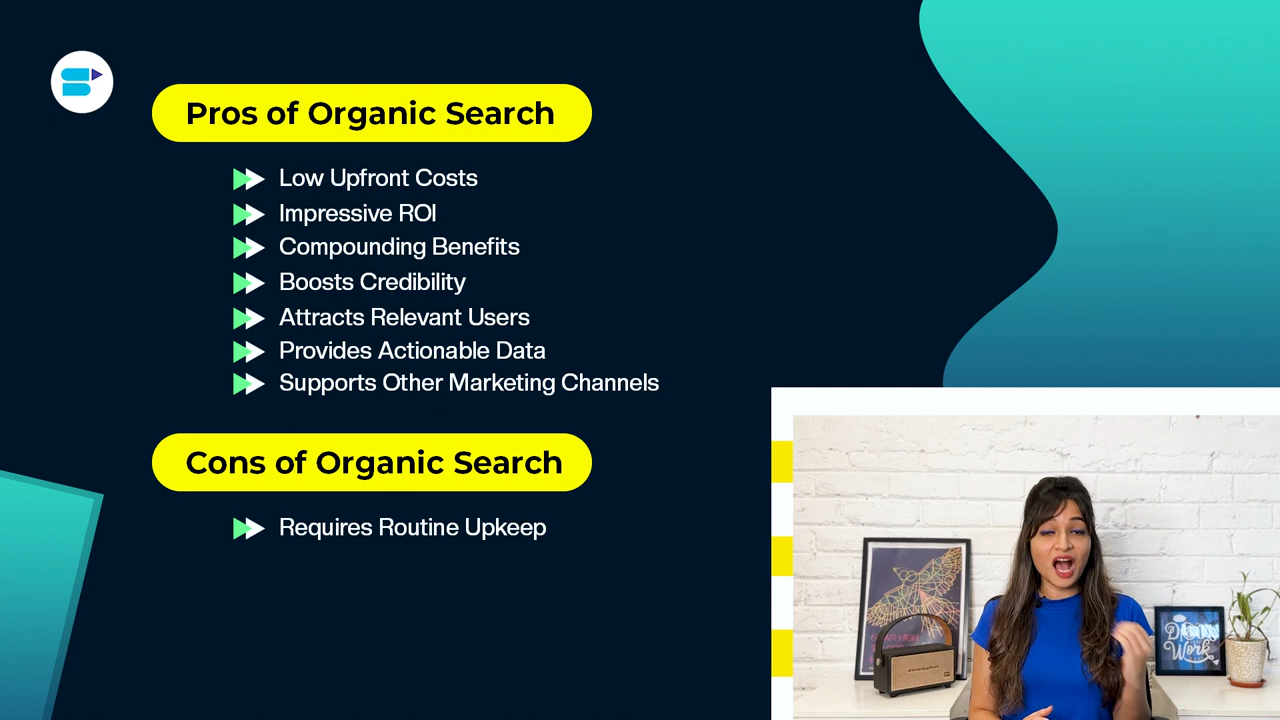 Pros of Organic Search
Low Upfront Costs
Impressive ROI
Compounding Benefits
Boosts Credibility
Attracts Relevant Users
Provides Actionable Data
Supports Other Marketing Channels
Cons of Organic Search
Requires Routine Upkeep
Work